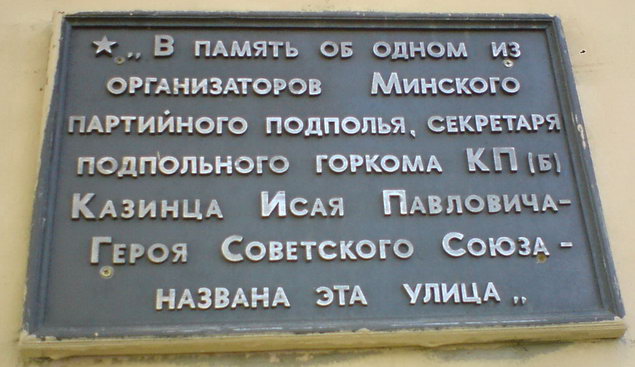 ★ „ В ПАМЯТЬ ОБ ОДНОМ ИЗ
ОРГАНИЗАТОРОВ МИНСКОГО
ПАРТИЙНОГО ПОДПОЛЬЯ, СЕКРЕТАРЯ
ПОДПОЛЬНОГО ГОРКОМА КП (Б)
КАЗИНЦА ИСАЯ ПАВЛОВИЧА-
ГЕРОЯ СОВЕТСКОГО СОЮЗА-
НАЗВАНА ЭТА УЛИЦА „